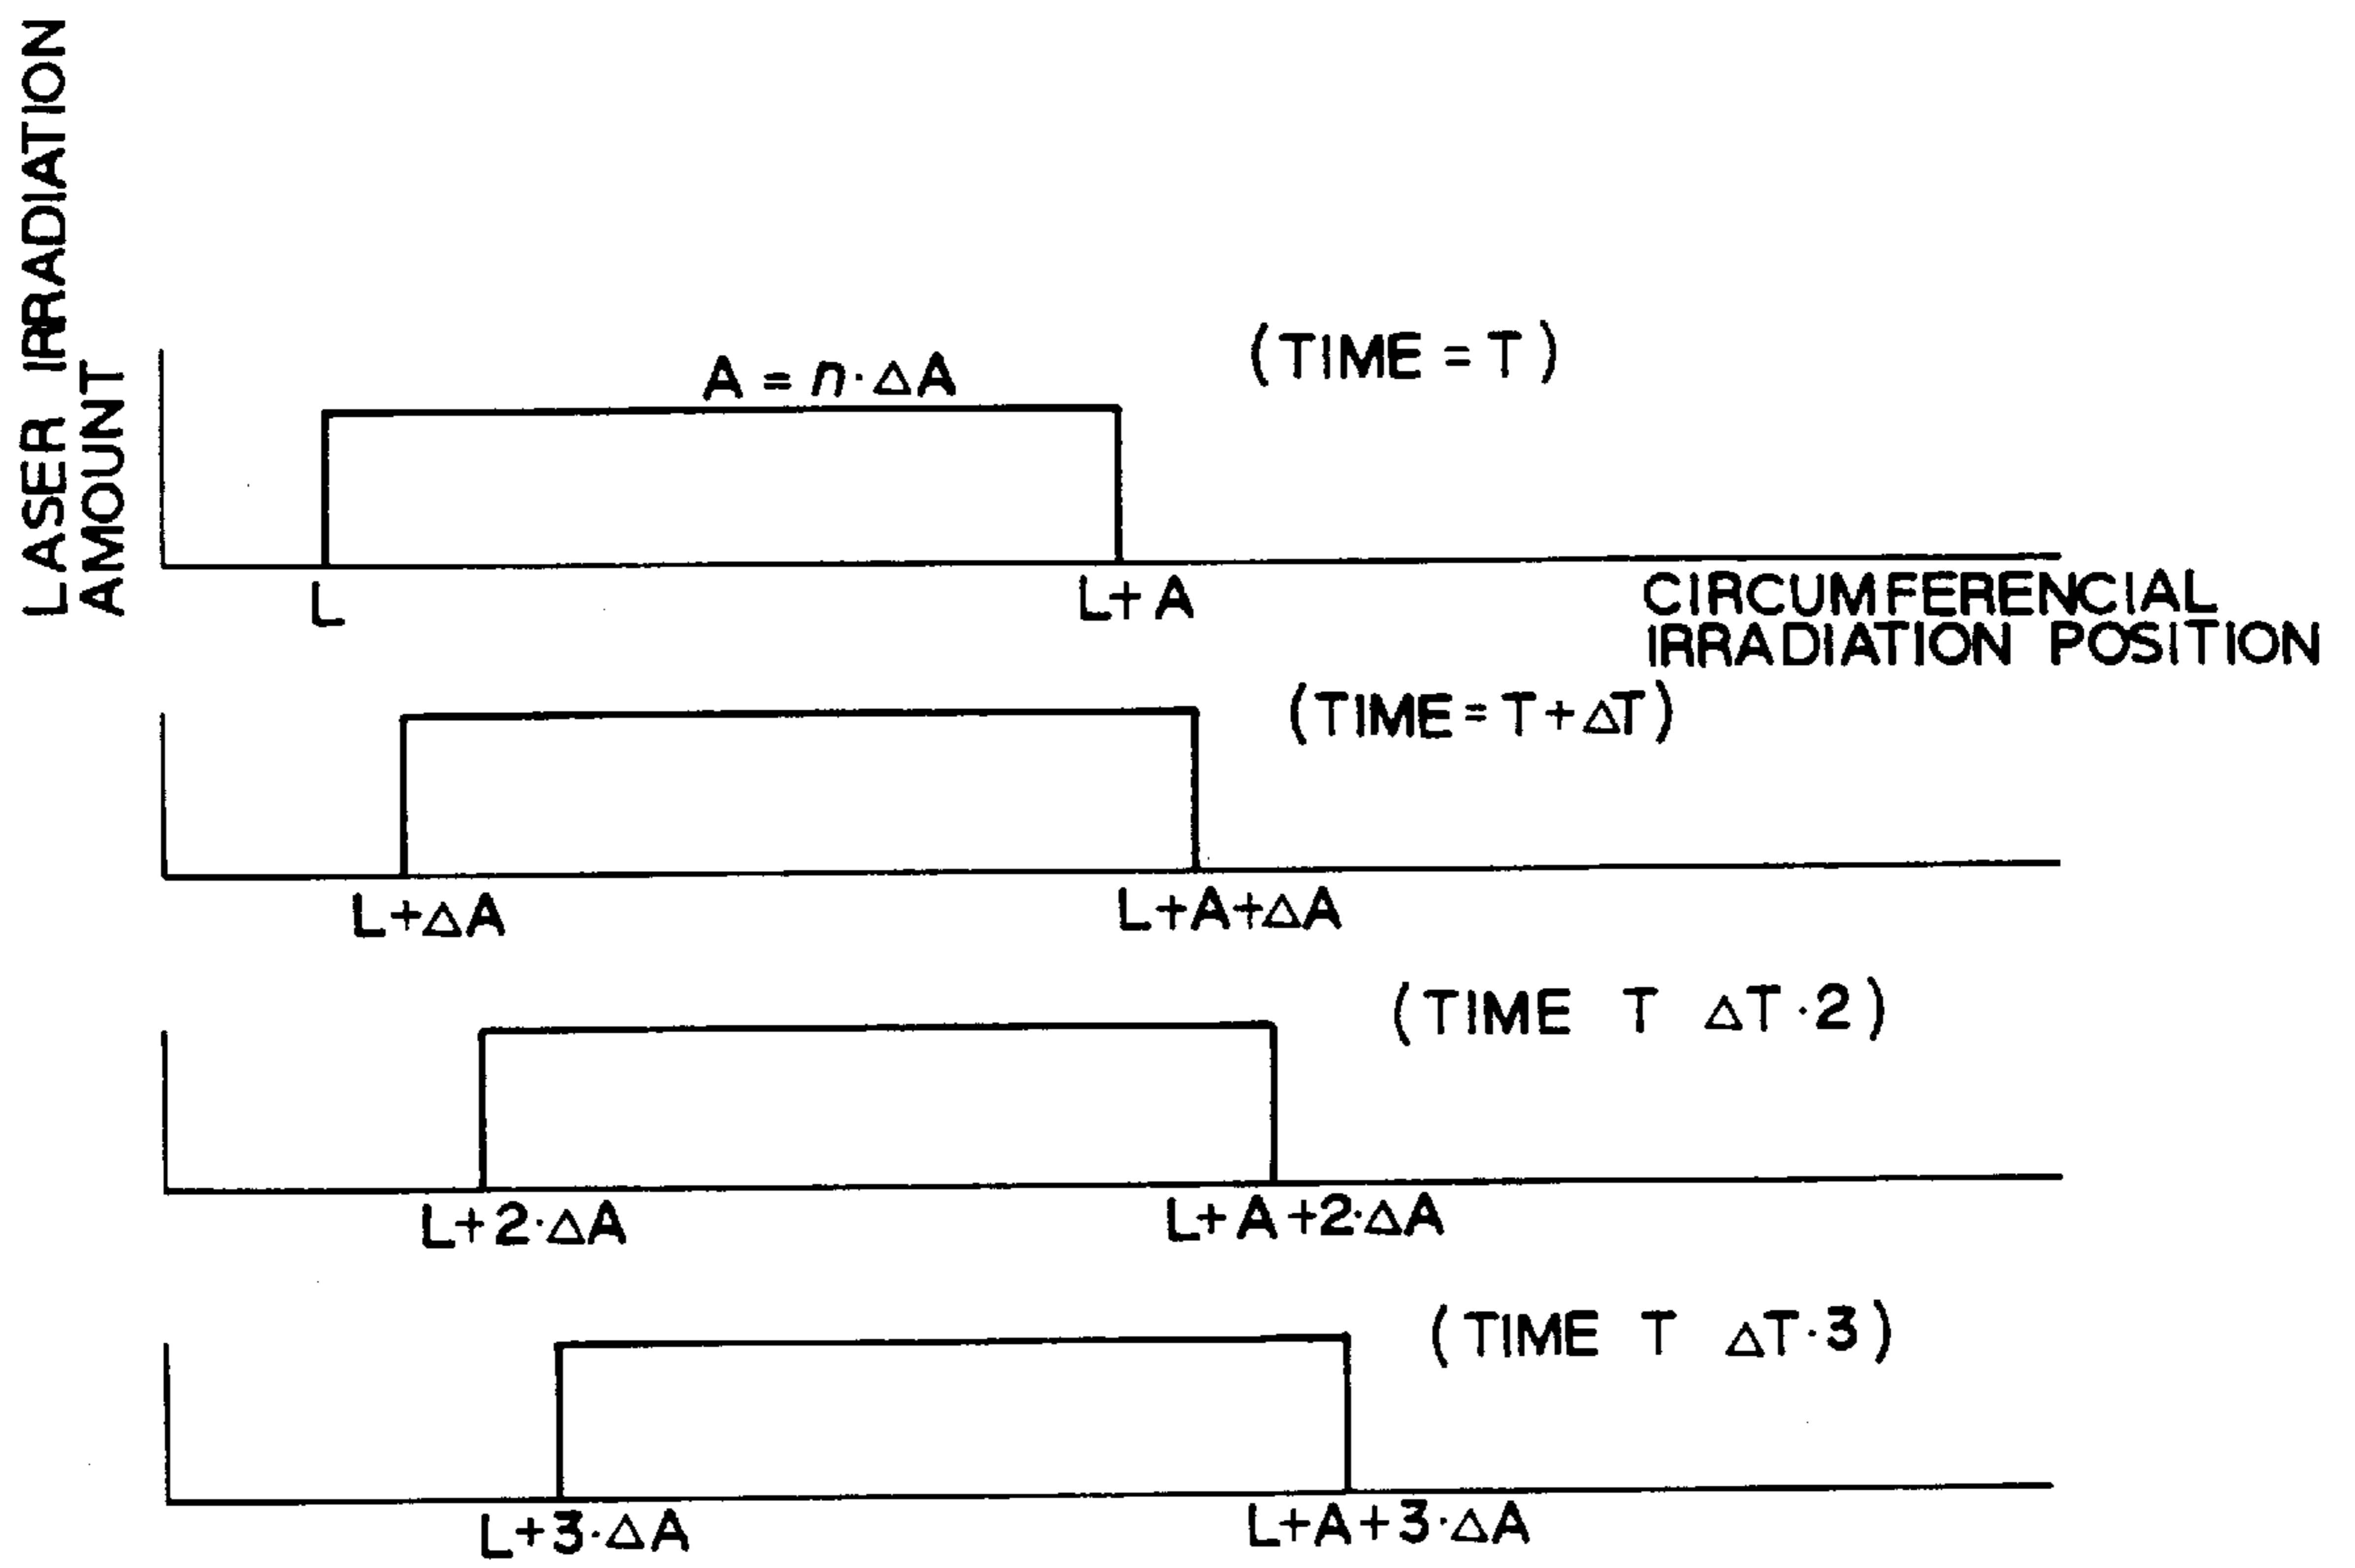 LASER IRRADIATION
AMOUNT
A = n·ΔA
(TIME = T)
L
L+A
CIRCUMFERENCIAL
IRRADIATION POSITION
(TIME = T+ΔT)
L+ΔA
L+A+ΔA
(TIME T ΔT·2)
L+2·ΔA
L+A+2·ΔA
(TIME T ΔT·3)
L+3·ΔA
L+A+3·ΔA